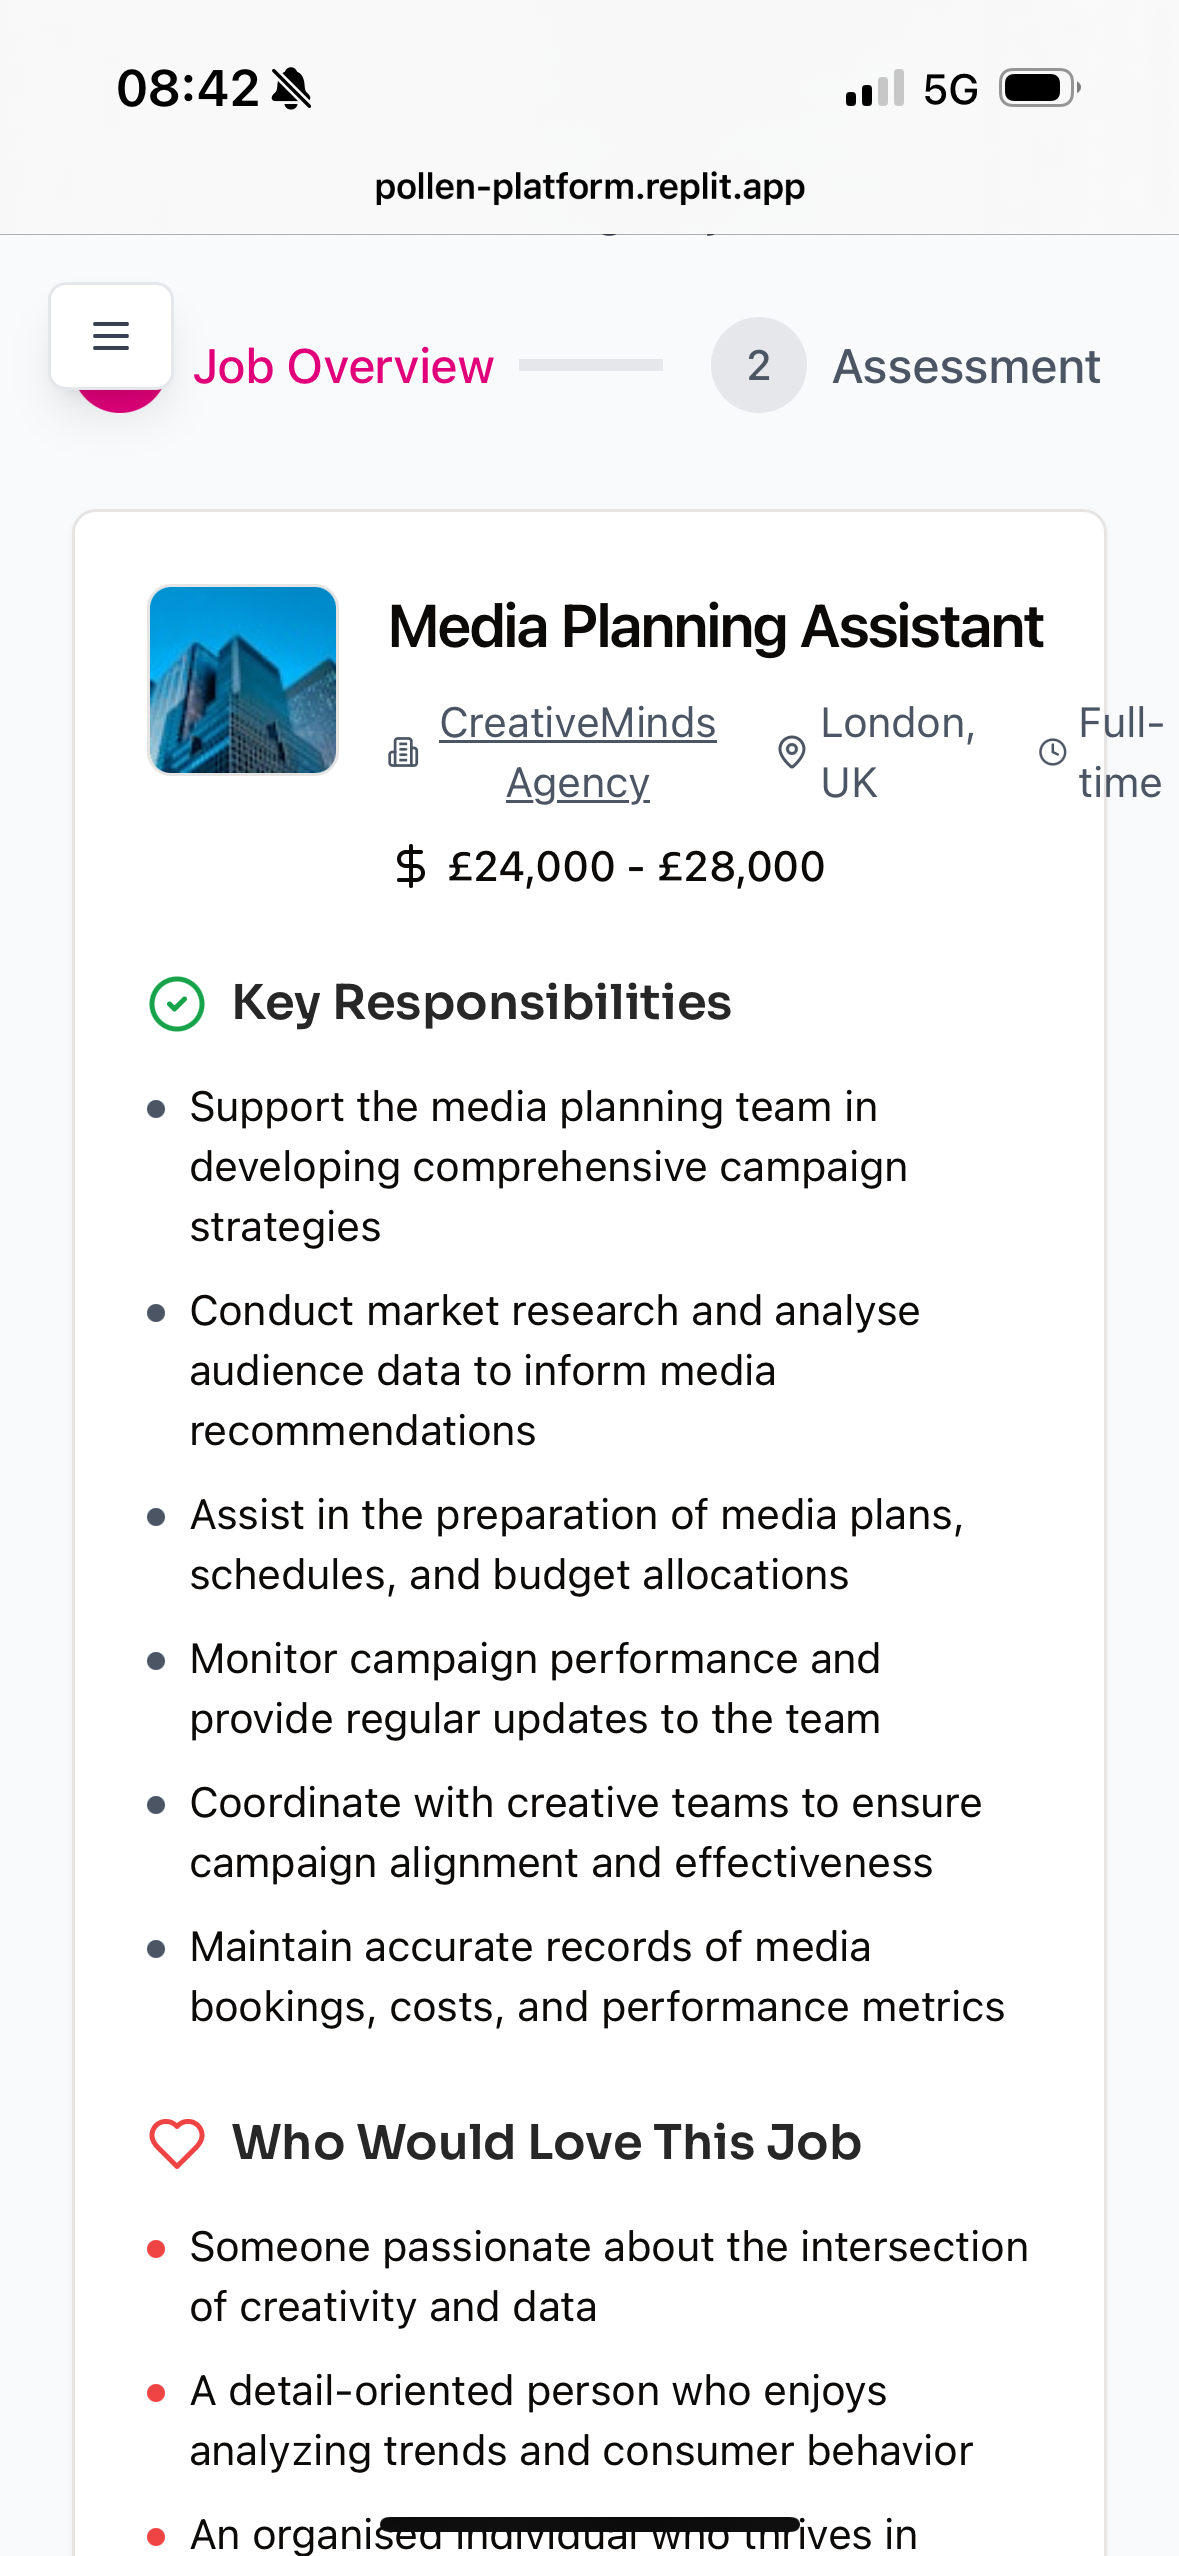 08:42
5G
pollen-platform.replit.app
Job Overview
2
Assessment
Media Planning Assistant
CreativeMinds
Agency
London,
UK
Full-
time
$ £24,000 - £28,000
Key Responsibilities
Support the media planning team in
developing comprehensive campaign
strategies
Conduct market research and analyse
audience data to inform media
recommendations
Assist in the preparation of media plans,
schedules, and budget allocations
Monitor campaign performance and
provide regular updates to the team
Coordinate with creative teams to ensure
campaign alignment and effectiveness
Maintain accurate records of media
bookings, costs, and performance metrics
Who Would Love This Job
Someone passionate about the intersection
of creativity and data
A detail-oriented person who enjoys
analyzing trends and consumer behavior
An organised individual who thrives in